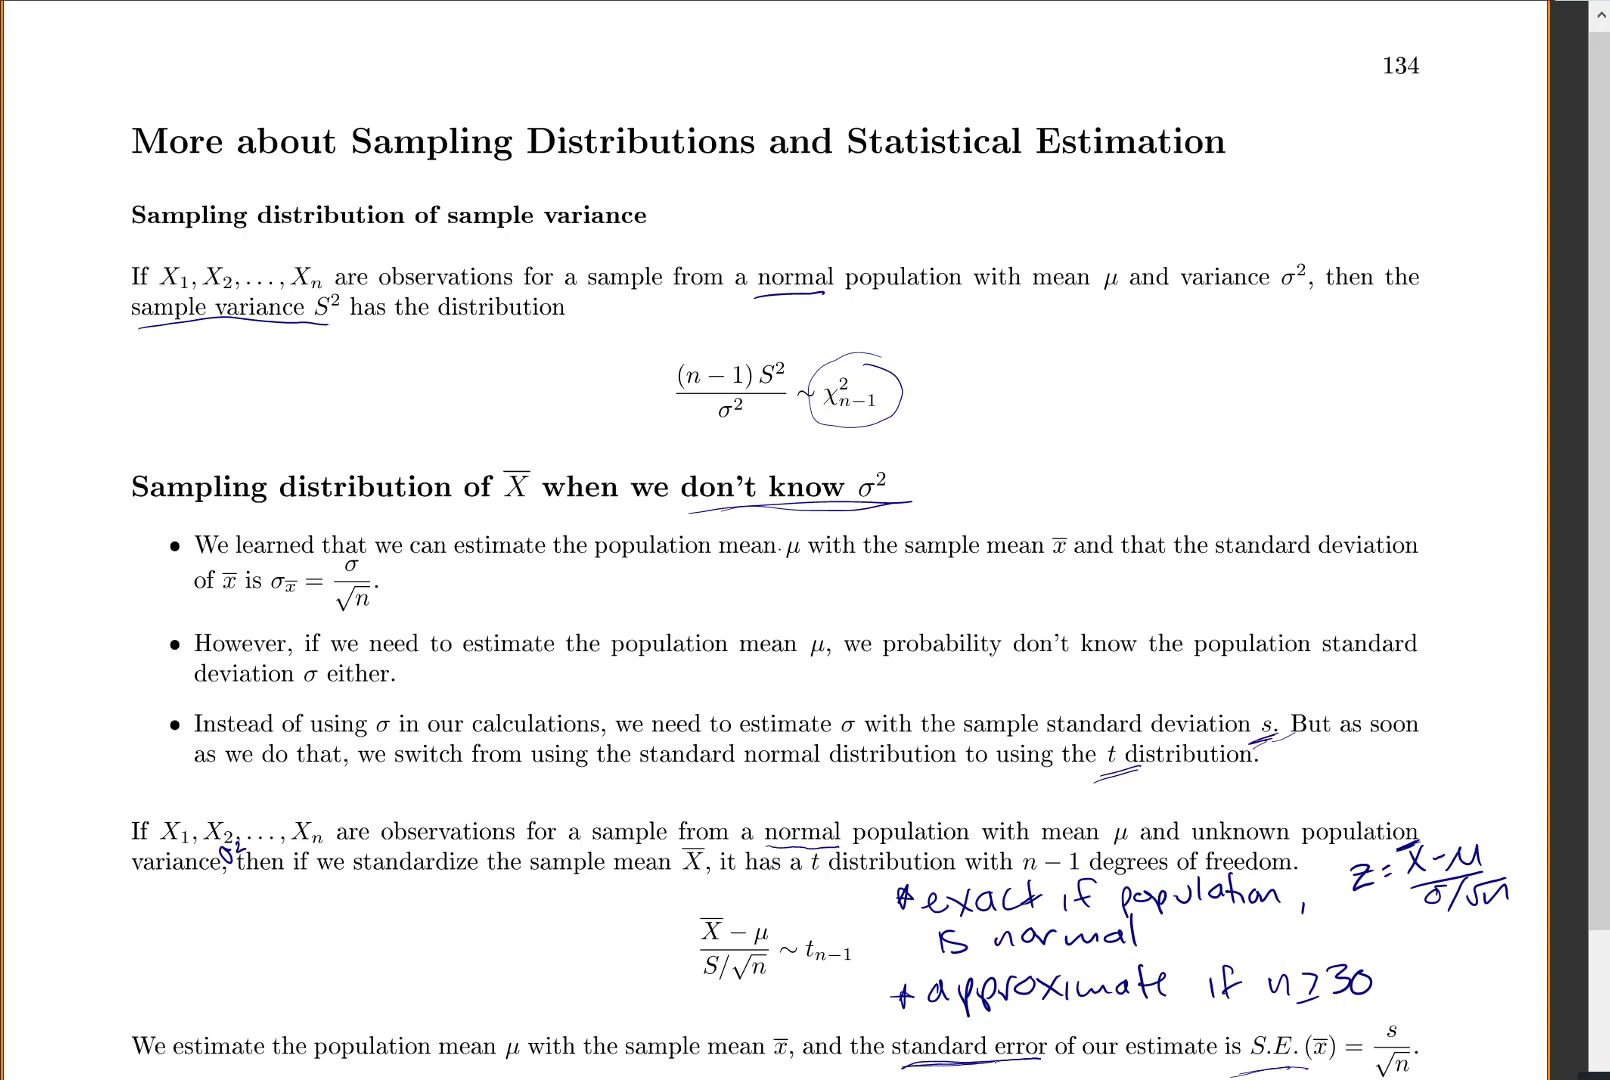 134
More about Sampling Distributions and Statistical Estimation
Sampling distribution of sample variance
If X₁, X₂, . . . , Xₙ are observations for a sample from a normal population with mean μ and variance σ², then the
sample variance S² has the distribution
(n − 1) S² / σ² ∼ χ²ₙ₋₁
Sampling distribution of X̅ when we don't know σ²
• We learned that we can estimate the population mean μ with the sample mean x̅ and that the standard deviation
of x̅ is σ_x̅ = σ/√n.
• However, if we need to estimate the population mean μ, we probability don't know the population standard
deviation σ either.
• Instead of using σ in our calculations, we need to estimate σ with the sample standard deviation s. But as soon
as we do that, we switch from using the standard normal distribution to using the t distribution.
If X₁, X₂, . . . , Xₙ are observations for a sample from a normal population with mean μ and unknown population
variance, σ² then if we standardize the sample mean X̅, it has a t distribution with n − 1 degrees of freedom.
z = (x̅ − μ) / (σ/√n)
* exact if population,
is normal
(X̅ − μ) / (S/√n) ∼ tₙ₋₁
+ approximate if n ≥ 30
We estimate the population mean μ with the sample mean x̅, and the standard error of our estimate is S.E. (x̅) = s/√n.